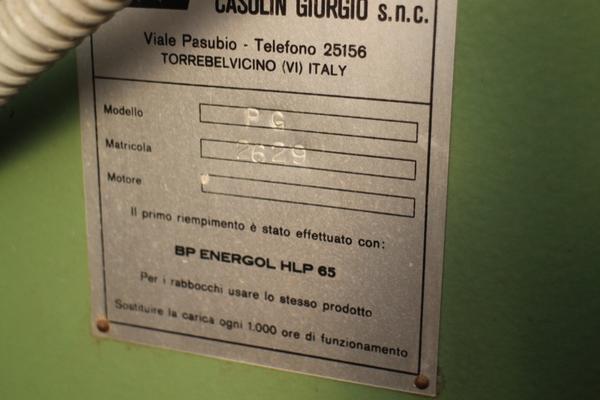 CASOLIN GIORGIO s.n.c.
Viale Pasubio - Telefono 25156
TORREBELVICINO (VI) ITALY
Modello PG
Matricola 2629
Motore
Il primo riempimento è stato effettuato con:
BP ENERGOL HLP 65
Per i rabbocchi usare lo stesso prodotto
Sostituire la carica ogni 1.000 ore di funzionamento